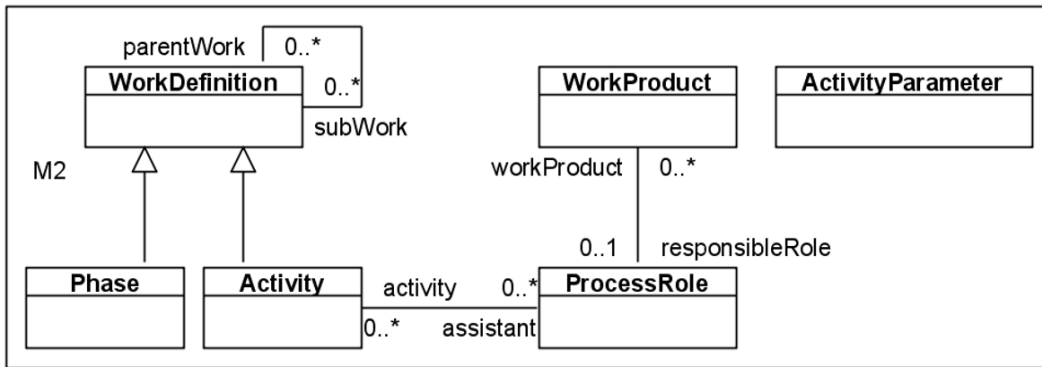 parentWork 0..*
WorkDefinition WorkProduct ActivityParameter
0..*
subWork
M2 workProduct 0..*
0..1 responsibleRole
Phase Activity ProcessRole
activity 0..*
0..* assistant